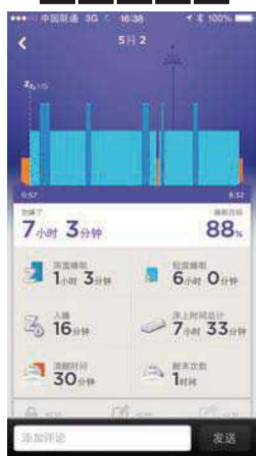 中国联通 3G 16:38 100%
5月2
0:57 8:32
你睡了 睡眠目标
7小时 3分钟 88%
深度睡眠 轻度睡眠
1小时 3分钟 6小时 0分钟
入睡 床上时间总计
16分钟 7小时 33分钟
清醒时间 醒来次数
30分钟 1时间
添加评论 发送